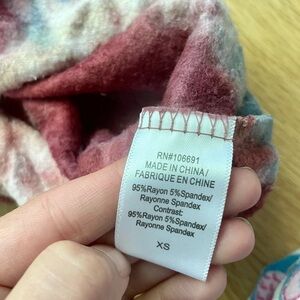 RN#106691
MADE IN CHINA/
FABRIQUE EN CHINE
95%Rayon 5%Spandex/
Rayonne Spandex
Contrast:
95%Rayon 5%Spandex/
Rayonne Spandex
XS